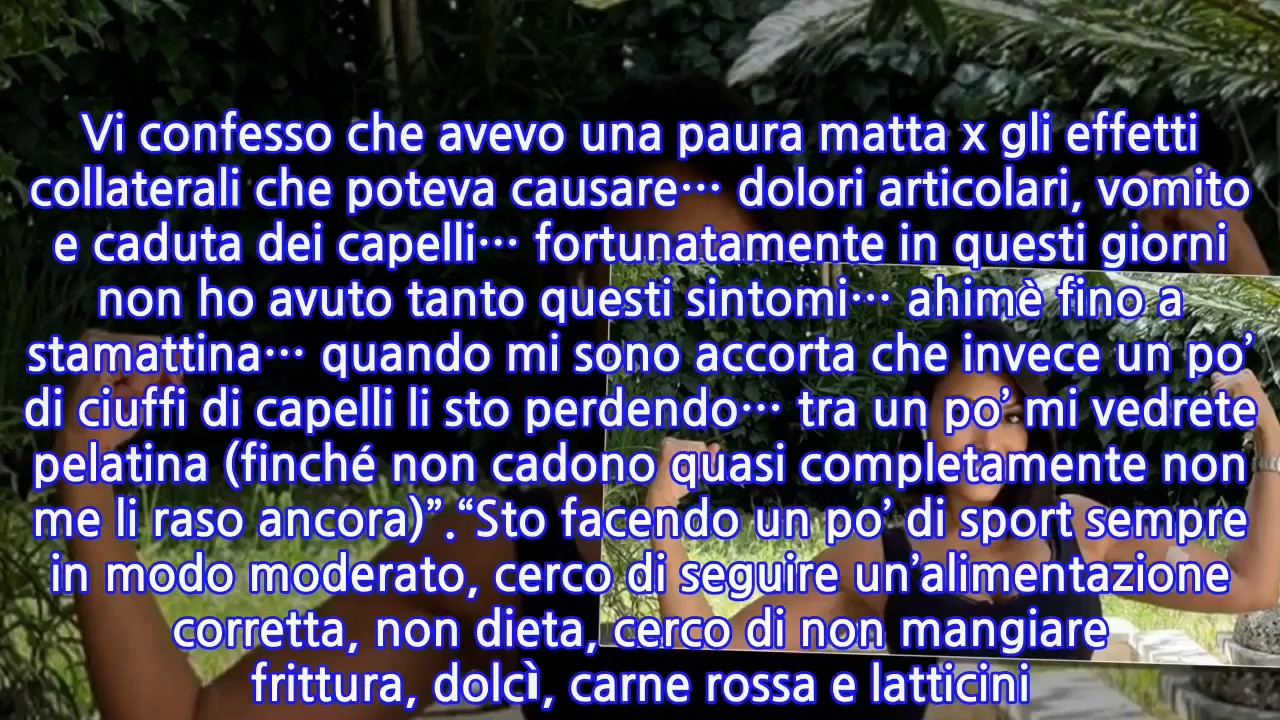 Vi confesso che avevo una paura matta x gli effetti
collaterali che poteva causare… dolori articolari, vomito
e caduta dei capelli… fortunatamente in questi giorni
non ho avuto tanto questi sintomi… ahimè fino a
stamattina… quando mi sono accorta che invece un po’
di ciuffi di capelli li sto perdendo… tra un po’ mi vedrete
pelatina (finché non cadono quasi completamente non
me li raso ancora)”.“Sto facendo un po’ di sport sempre
in modo moderato, cerco di seguire un’alimentazione
corretta, non dieta, cerco di non mangiare
frittura, dolcì, carne rossa e latticini